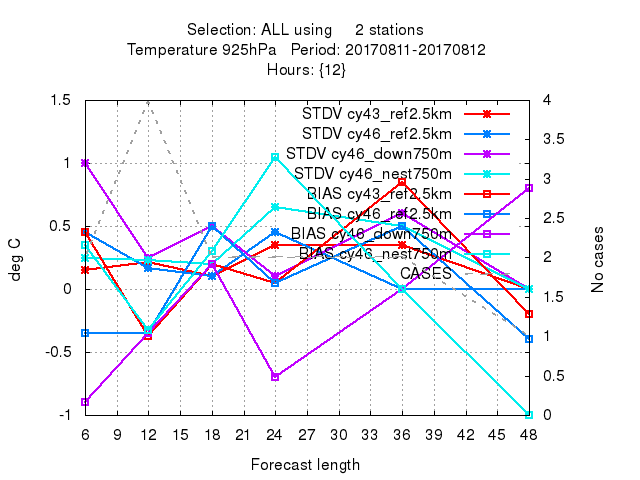 Selection: ALL using 2 stations
Temperature 925hPa Period: 20170811-20170812
Hours: {12}
1.5
1
0.5
0
-0.5
-1
deg C
STDV cy43_ref2.5km
STDV cy46_ref2.5km
STDV cy46_down750m
STDV cy46_nest750m
BIAS cy43_ref2.5km
BIAS cy46_ref2.5km
BIAS cy46_down750m
BIAS cy46_nest750m
CASES
4
3.5
3
2.5
2
1.5
1
0.5
0
No cases
6 9 12 15 18 21 24 27 30 33 36 39 42 45 48
Forecast length